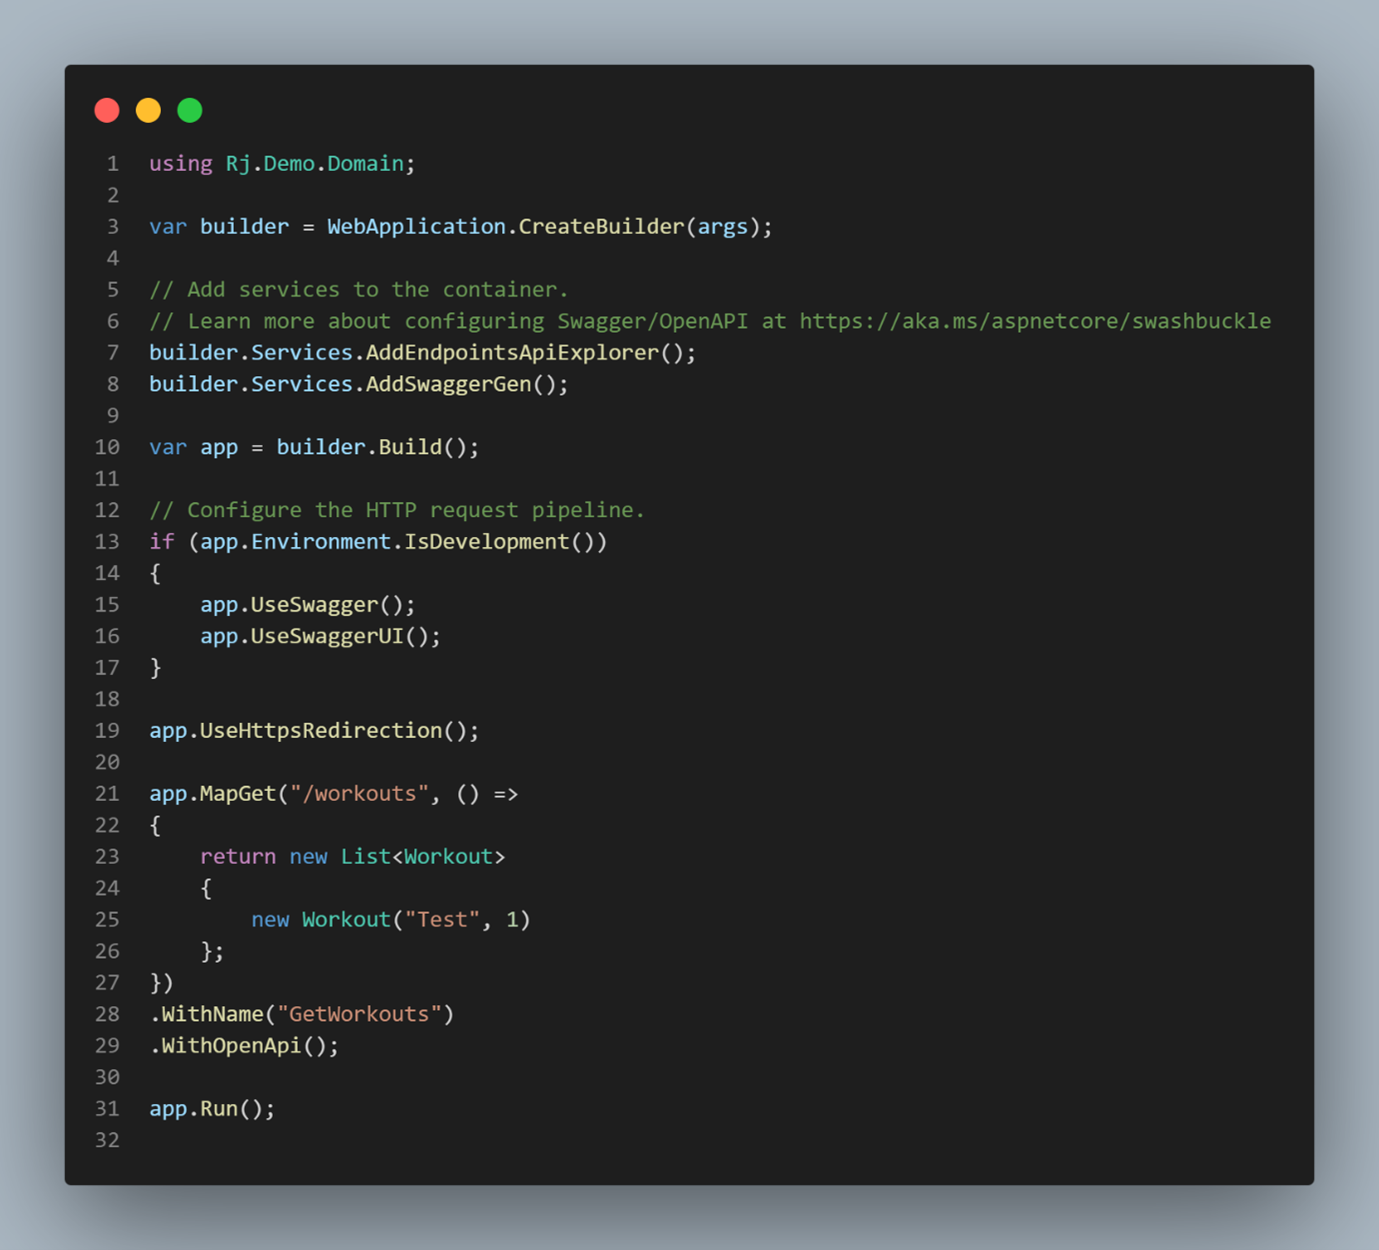 1 using Rj.Demo.Domain;
2
3 var builder = WebApplication.CreateBuilder(args);
4
5 // Add services to the container.
6 // Learn more about configuring Swagger/OpenAPI at https://aka.ms/aspnetcore/swashbuckle
7 builder.Services.AddEndpointsApiExplorer();
8 builder.Services.AddSwaggerGen();
9
10 var app = builder.Build();
11
12 // Configure the HTTP request pipeline.
13 if (app.Environment.IsDevelopment())
14 {
15     app.UseSwagger();
16     app.UseSwaggerUI();
17 }
18
19 app.UseHttpsRedirection();
20
21 app.MapGet("/workouts", () =>
22 {
23     return new List<Workout>
24     {
25         new Workout("Test", 1)
26     };
27 })
28 .WithName("GetWorkouts")
29 .WithOpenApi();
30
31 app.Run();
32